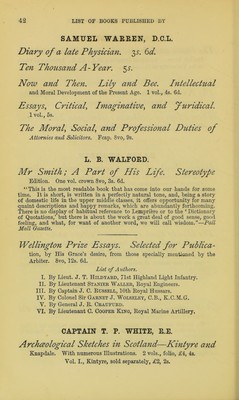 42 LIST OF BOOKS PUBLISHED BY
SAMUEL WARREN, D.C.L.
Diary of a late Physician. 3s. 6d.
Ten Thousand A-Year. 5s.
Now and Then. Lily and Bee. Intellectual
and Moral Development of the Present Age. 1 vol., 4s. 6d.
Essays, Critical, Imaginative, and Juridical.
1 vol., 5s.
The Moral, Social, and Professional Duties of
Attornies and Solicitors. Fcap. 8vo, 9s.
L. B. WALFORD.
Mr Smith; A Part of His Life. Stereotype
Edition. One vol. crown 8vo, 3s. 6d.
"This is the most readable book that has come into our hands for some
time. It is short, is written in a perfectly natural tone, and, being a story
of domestic life in the upper middle classes, it offers opportunity for many
quaint descriptions and happy remarks, which are abundantly forthcoming.
There is no display of habitual reference to Lemprière or to the 'Dictionary
of Quotations,' but there is about the work a great deal of good sense, good
feeling, and what, for want of another word, we will call wisdom."—Pall
Mall Gazette.
Wellington Prize Essays. Selected for Publica-
tion, by His Grace's desire, from those specially mentioned by the
Arbiter. 8vo, 12s. 6d.
List of Authors.
I. By Lieut. J. T. Hildyard, 71st Highland Light Infantry.
II. By Lieutenant Stanier Waller, Royal Engineers.
III. By Captain J. C. Russell, 10th Royal Hussars.
IV. By Colonel Sir Garnet J. Wolseley, C.B., K.C.M.G.
V. By General J. R. Craufurd.
VI. By Lieutenant C. Cooper King, Royal Marine Artillery.
CAPTAIN T. P. WHITE, R.E.
Archæological Sketches in Scotland—Kintyre and
Knapdale. With numerous Illustrations. 2 vols., folio, £4, 4s.
Vol. I., Kintyre, sold separately, £2, 2s.